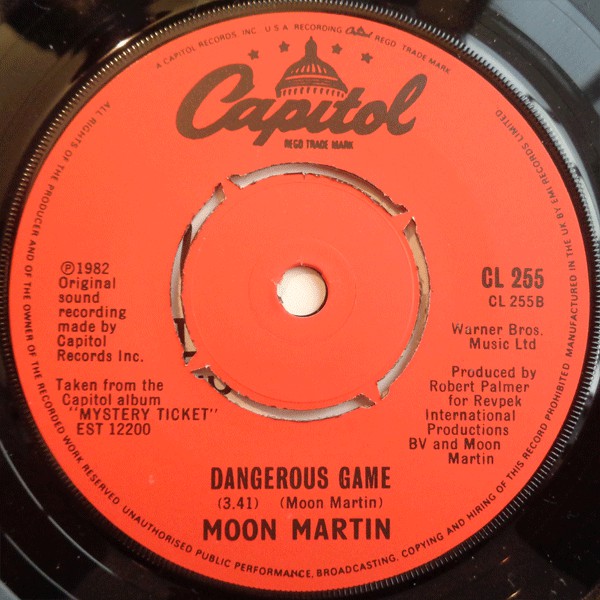 A CAPITOL RECORDS, INC. U S A RECORDING Capitol REGD TRADE MARK
Capitol
REGD TRADE MARK
ALL RIGHTS OF THE PRODUCER AND OF THE OWNER OF THE RECORDED WORK RESERVED UNAUTHORISED PUBLIC PERFORMANCE, BROADCASTING, COPYING AND HIRING OF THIS RECORD PROHIBITED MANUFACTURED IN THE UK BY EMI RECORDS LIMITED
℗1982
Original
sound
recording
made by
Capitol
Records Inc.
Taken from the
Capitol album
"MYSTERY TICKET"
EST 12200
CL 255
CL 255B
Warner Bros.
Music Ltd
Produced by
Robert Palmer
for Revpek
International
Productions
BV and Moon
Martin
DANGEROUS GAME
(3.41) (Moon Martin)
MOON MARTIN